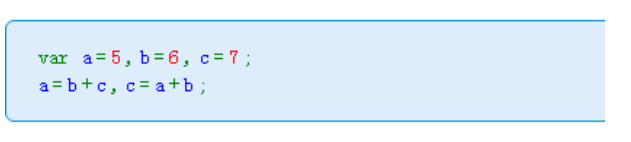 var a=5,b=6,c=7;
a=b+c,c=a+b;